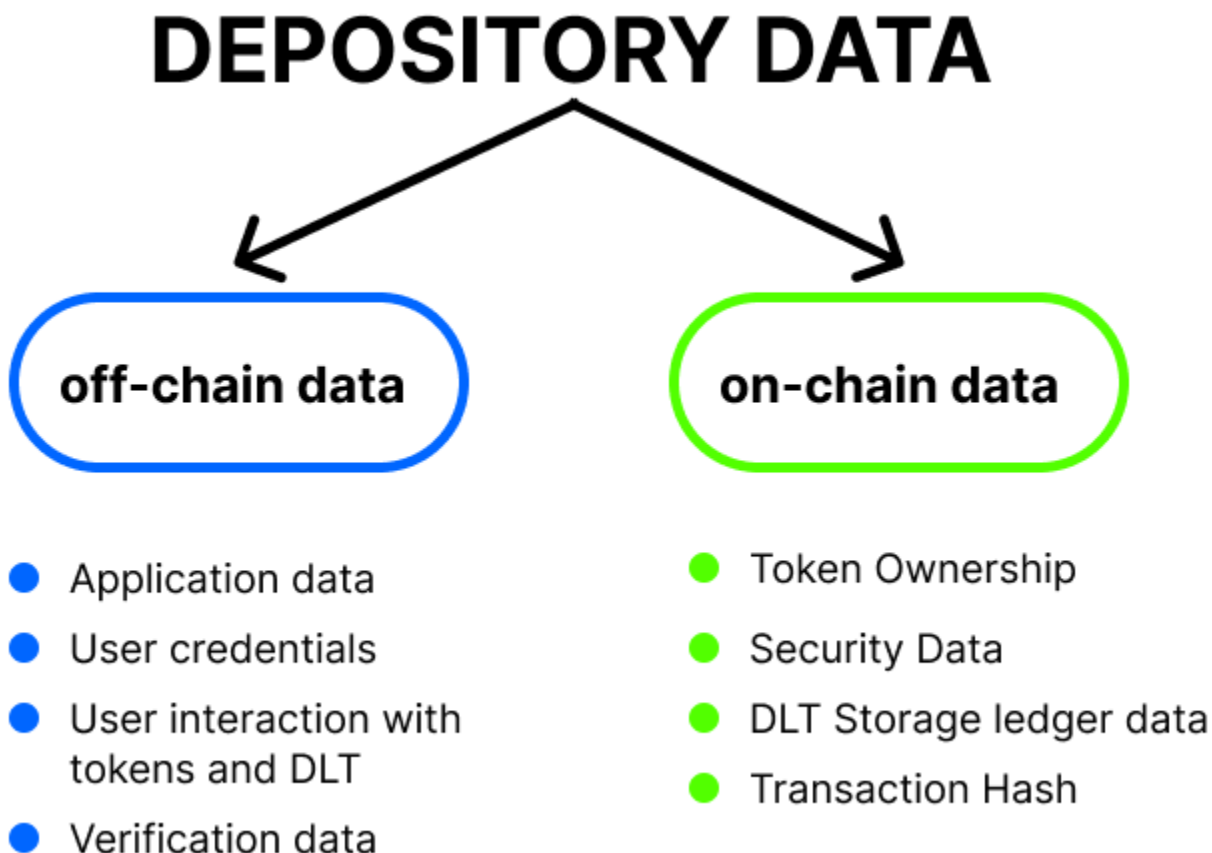 DEPOSITORY DATA
off-chain data
on-chain data
Application data
User credentials
User interaction with
tokens and DLT
Verification data
Token Ownership
Security Data
DLT Storage ledger data
Transaction Hash